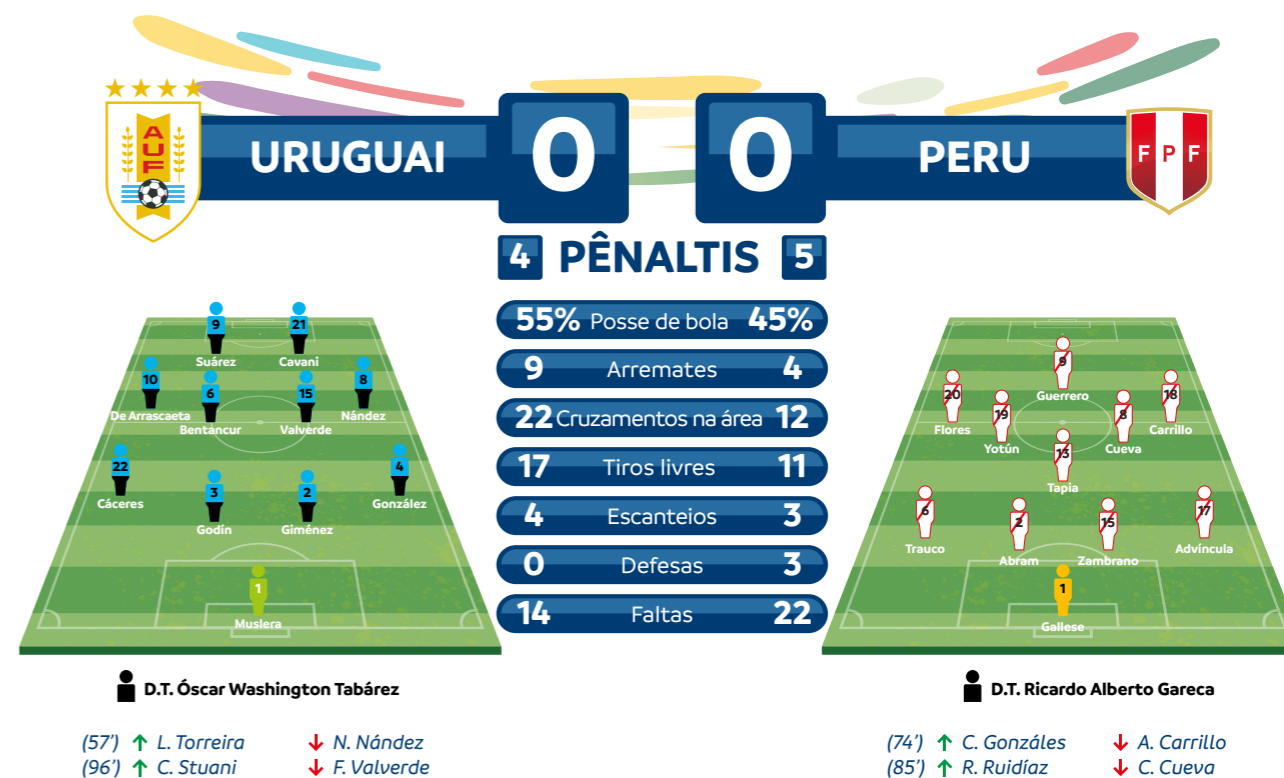 AUF
URUGUAI 0 0 PERU
FPF
4 PÊNALTIS 5
55% Posse de bola 45%
9 Arremates 4
22 Cruzamentos na área 12
17 Tiros livres 11
4 Escanteios 3
0 Defesas 3
14 Faltas 22
9 Suárez
21 Cavani
10 De Arrascaeta
6 Bentancur
15 Valverde
8 Nández
22 Cáceres
3 Godín
2 Giménez
4 González
1 Muslera
D.T. Óscar Washington Tabárez
(57') ↑ L. Torreira ↓ N. Nández
(96') ↑ C. Stuani ↓ F. Valverde
9 Guerrero
20 Flores
19 Yotún
8 Cueva
18 Carrillo
13 Tapia
6 Trauco
2 Abram
15 Zambrano
17 Advíncula
1 Gallese
D.T. Ricardo Alberto Gareca
(74') ↑ C. Gonzáles ↓ A. Carrillo
(85') ↑ R. Ruidíaz ↓ C. Cueva